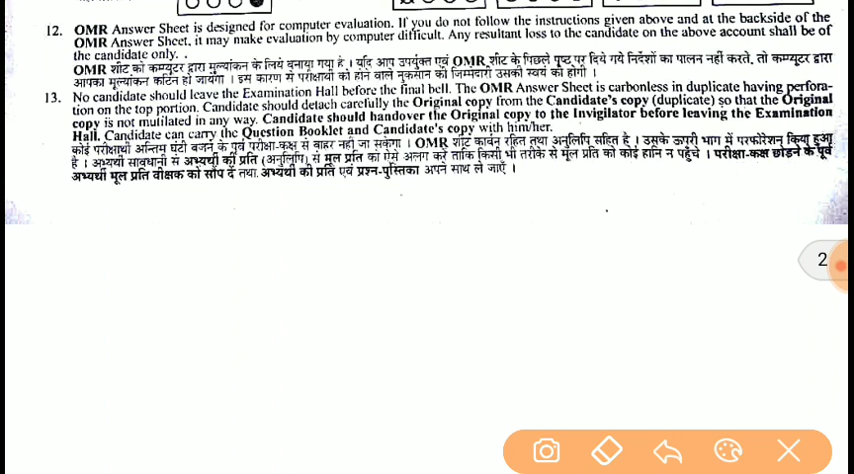 12. OMR Answer Sheet is designed for computer evaluation. If you do not follow the instructions given above and at the backside of the
OMR Answer Sheet, it may make evaluation by computer difficult. Any resultant loss to the candidate on the above account shall be of
the candidate only. .
OMR शीट को कम्प्यूटर द्वारा मुल्यांकन के लिये बनाया गया है । यदि आप उपर्युक्त एवं OMR शीट के पिछले पृष्ट पर दिये गये निर्देशों का पालन नहीं करते, तो कम्प्यूटर द्वारा
आपका मूल्यांकन कठिन हो जायेगा । इस कारण से परीक्षार्थी को होने वाले नुकसान की जिम्मेदारी उसकी स्वयं की होगी ।
13. No candidate should leave the Examination Hall before the final bell. The OMR Answer Sheet is carbonless in duplicate having perfora-
tion on the top portion. Candidate should detach carefully the Original copy from the Candidate's copy (duplicate) so that the Original
copy is not mutilated in any way. Candidate should handover the Original copy to the Invigilator before leaving the Examination
Hall. Candidate can carry the Question Booklet and Candidate's copy with him/her.
कोई परीक्षार्थी अन्तिम घंटी बजने के पूर्व परीक्षा-कक्ष से बाहर नहीं जा सकेगा । OMR शीट कार्बन रहित तथा अनुलिपि सहित है । उसके ऊपरी भाग में परफोरेशन किया हुआ
है । अभ्यर्थी सावधानी से अभ्यर्थी की प्रति (अनुलिपि) से मूल प्रति को ऐसे अलग करें ताकि किसी भी तरीके से मूल प्रति को कोई हानि न पहुँचे । परीक्षा-कक्ष छोडने के पूर्व
अभ्यर्थी मूल प्रति वीक्षक को सौंप दें तथा अभ्यर्थी की प्रति एवं प्रश्न-पुस्तिका अपने साथ ले जाएँ ।
2